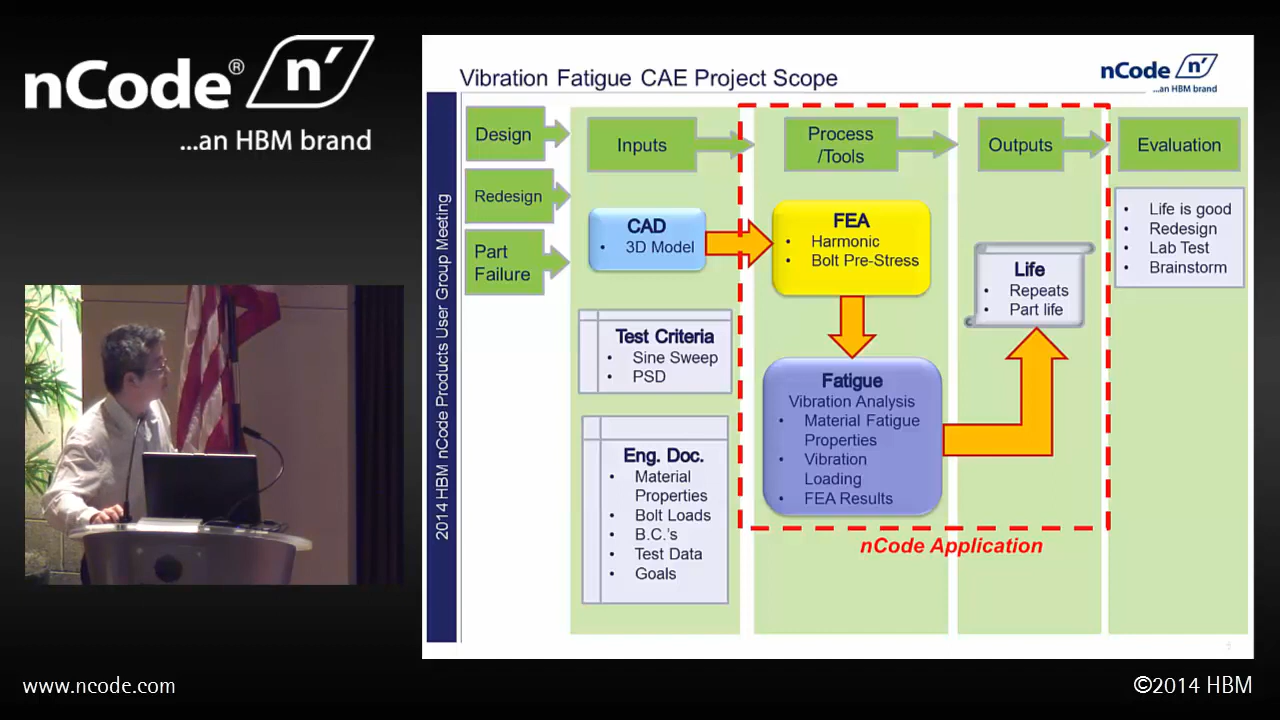 nCode® n'
...an HBM brand
Vibration Fatigue CAE Project Scope
nCode n'
...an HBM brand
2014 HBM nCode Products User Group Meeting
Design
Redesign
Part
Failure
Inputs
Process
/Tools
Outputs
Evaluation
CAD
• 3D Model
Test Criteria
• Sine Sweep
• PSD
Eng. Doc.
• Material
Properties
• Bolt Loads
• B.C.'s
• Test Data
• Goals
FEA
• Harmonic
• Bolt Pre-Stress
Fatigue
Vibration Analysis
• Material Fatigue
Properties
• Vibration
Loading
• FEA Results
Life
• Repeats
• Part life
• Life is good
• Redesign
• Lab Test
• Brainstorm
nCode Application
www.ncode.com
©2014 HBM